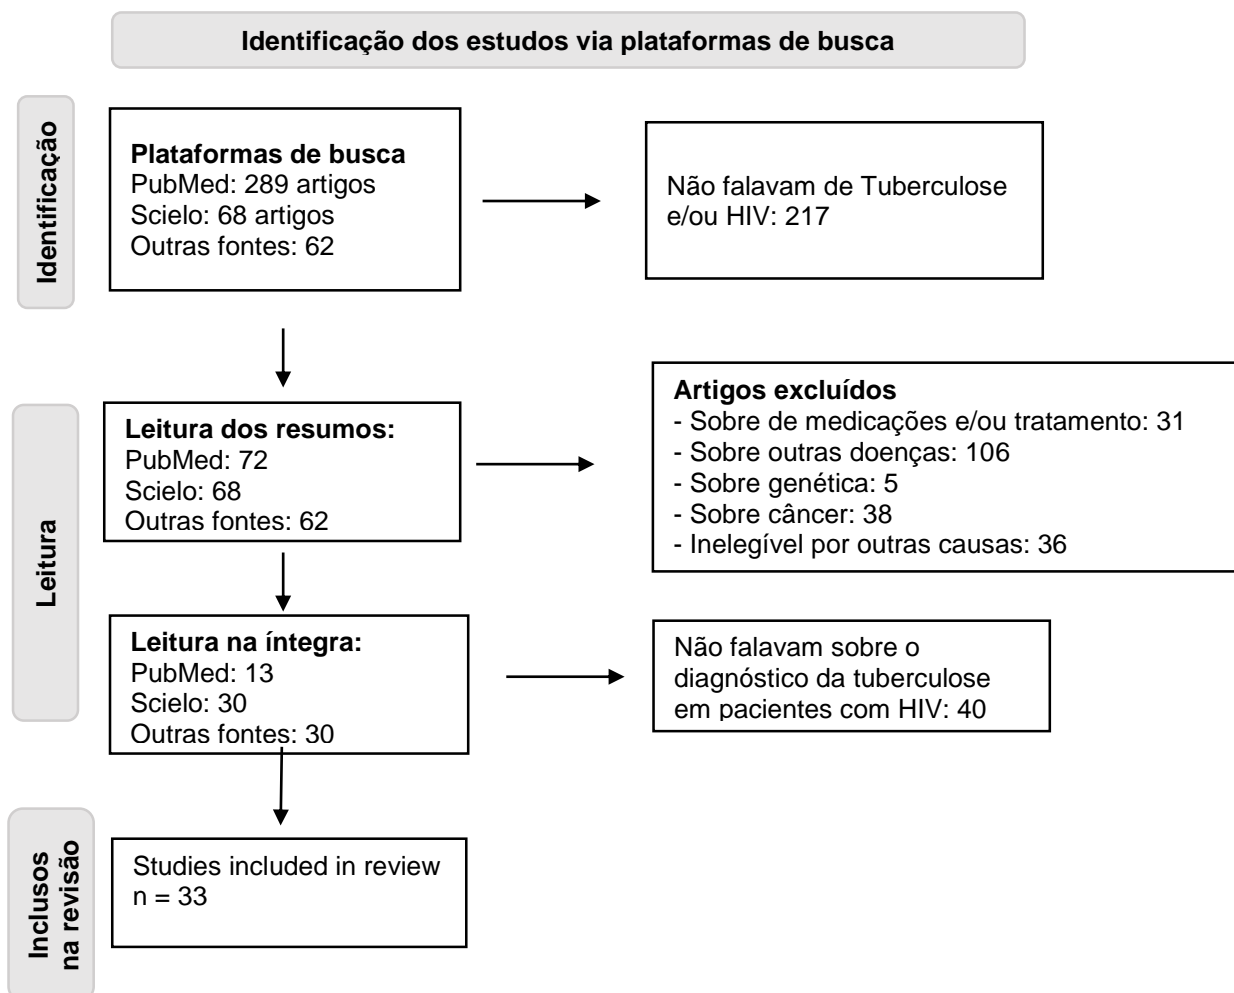 Identificação dos estudos via plataformas de busca
Identificação
Plataformas de busca
PubMed: 289 artigos
Scielo: 68 artigos
Outras fontes: 62
Não falavam de Tuberculose
e/ou HIV: 217
Leitura
Leitura dos resumos:
PubMed: 72
Scielo: 68
Outras fontes: 62
Artigos excluídos
- Sobre de medicações e/ou tratamento: 31
- Sobre outras doenças: 106
- Sobre genética: 5
- Sobre câncer: 38
- Inelegível por outras causas: 36
Leitura na íntegra:
PubMed: 13
Scielo: 30
Outras fontes: 30
Não falavam sobre o
diagnóstico da tuberculose
em pacientes com HIV: 40
Inclusos
na revisão
Studies included in review
n = 33